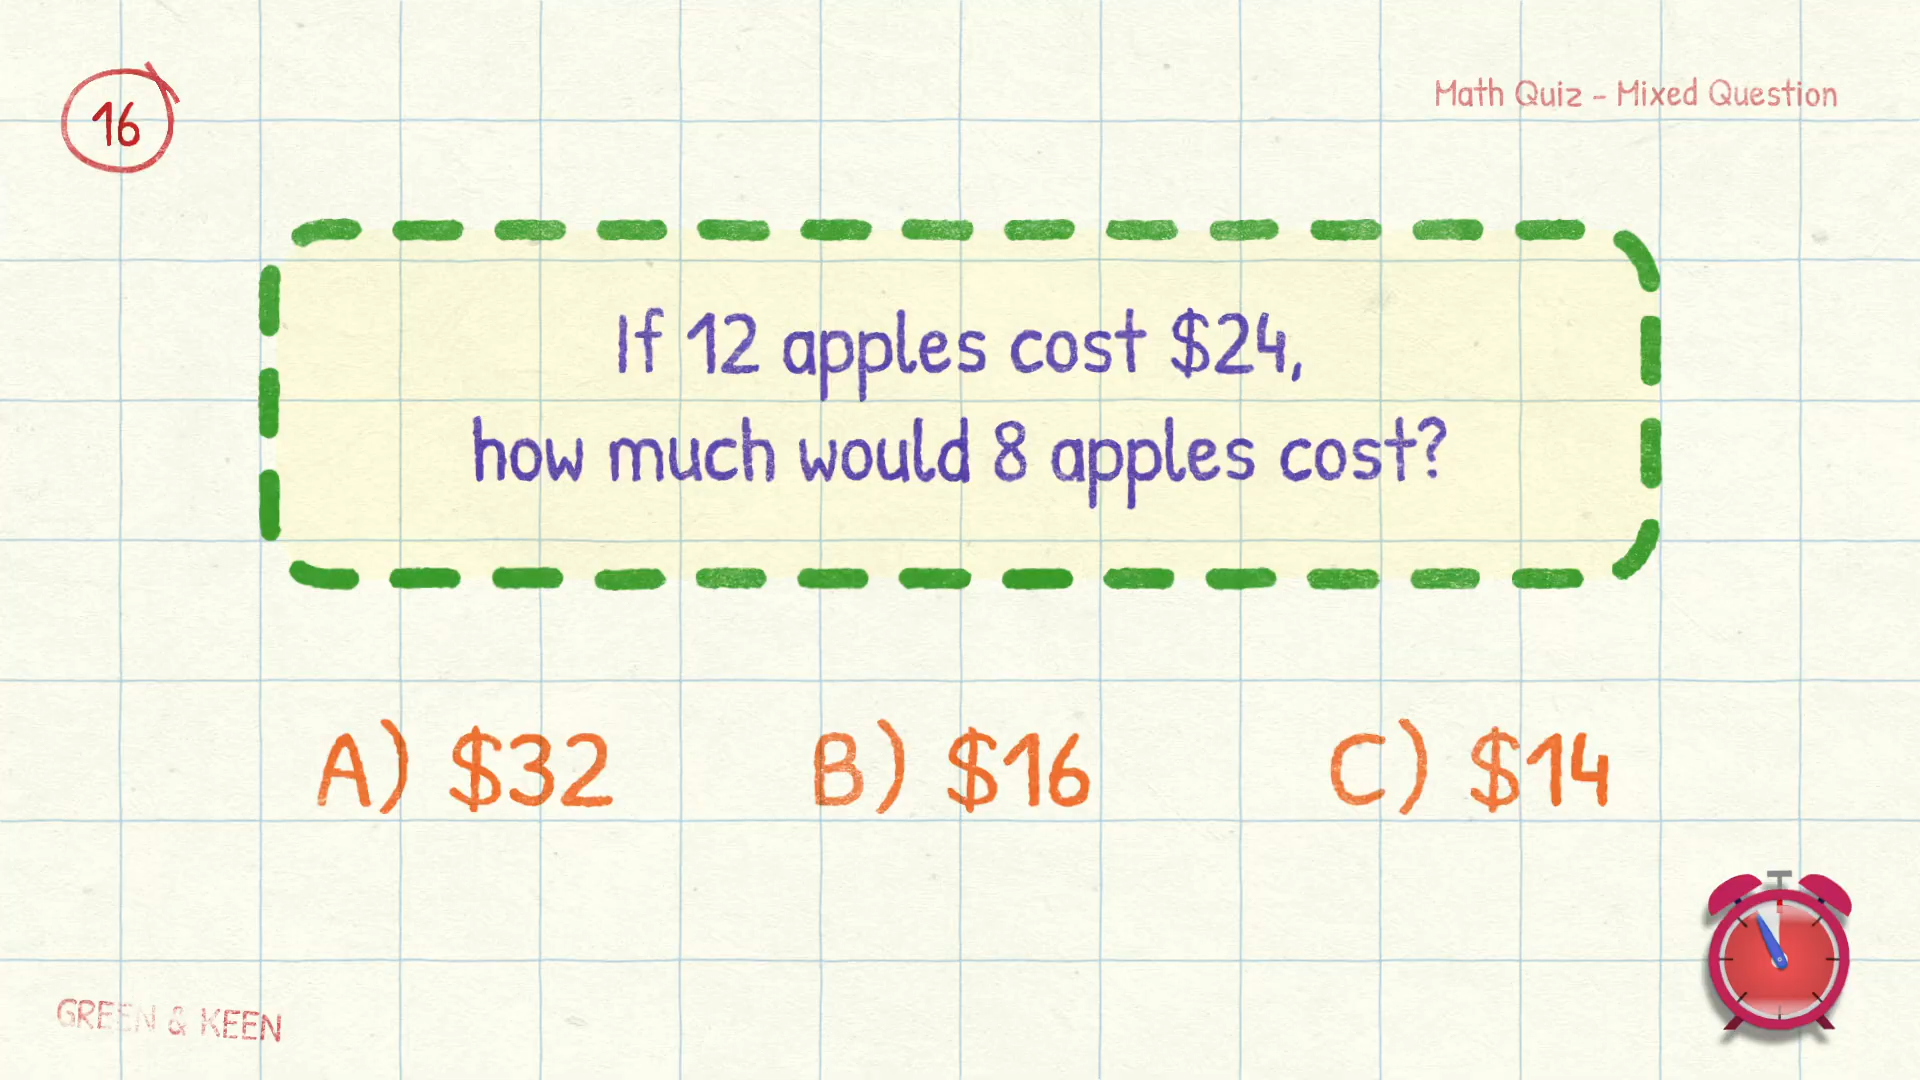 16
Math Quiz - Mixed Question
If 12 apples cost $24,
how much would 8 apples cost?
A) $32
B) $16
C) $14
GREEN & KEEN